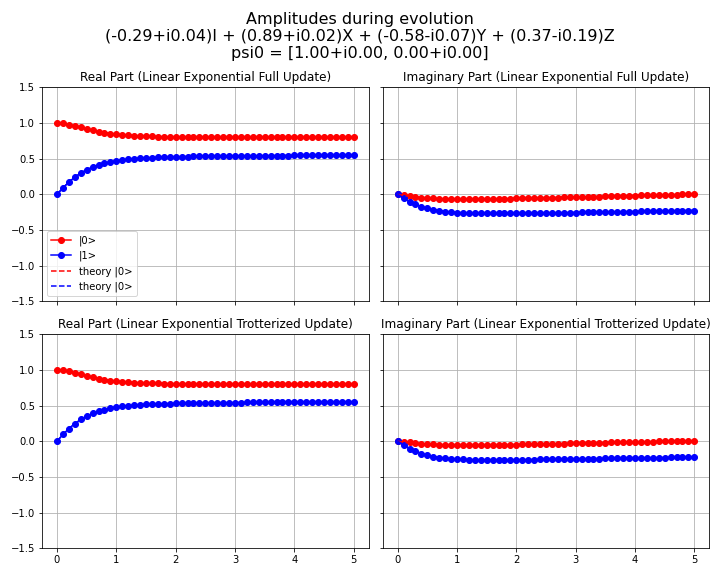 Amplitudes during evolution
(-0.29+i0.04)I + (0.89+i0.02)X + (-0.58-i0.07)Y + (0.37-i0.19)Z
psi0 = [1.00+i0.00, 0.00+i0.00]
Real Part (Linear Exponential Full Update)
Imaginary Part (Linear Exponential Full Update)
1.5
1.0
0.5
0.0
−0.5
−1.0
−1.5
|0>
|1>
theory |0>
theory |0>
Real Part (Linear Exponential Trotterized Update)
Imaginary Part (Linear Exponential Trotterized Update)
1.5
1.0
0.5
0.0
−0.5
−1.0
−1.5
0 1 2 3 4 5
0 1 2 3 4 5